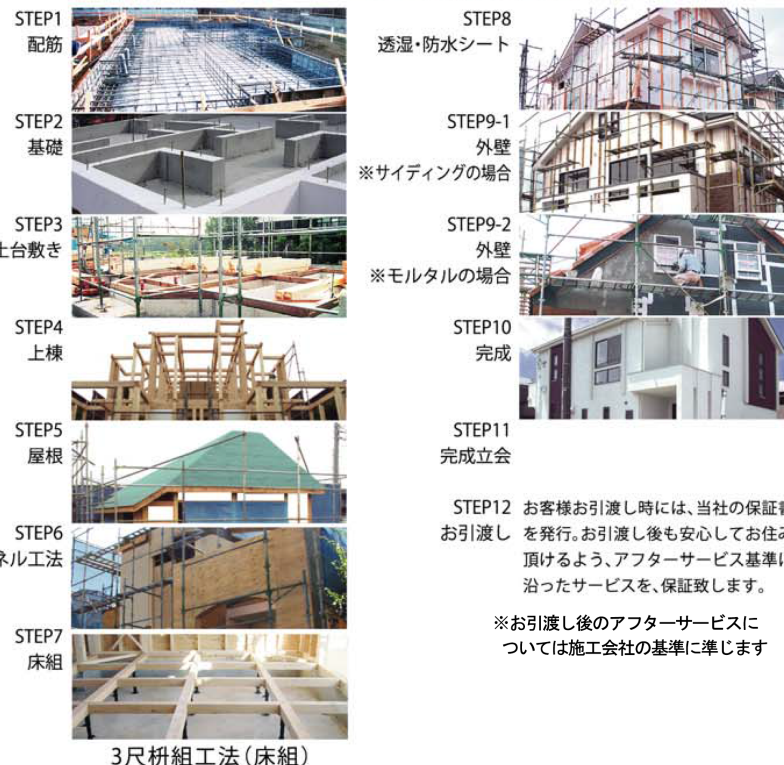 STEP1
配筋
STEP2
基礎
STEP3
土台敷き
STEP4
上棟
STEP5
屋根
STEP6
ネル工法
STEP7
床組
3尺枡組工法(床組)
STEP8
透湿・防水シート
STEP9-1
外壁
※サイディングの場合
STEP9-2
外壁
※モルタルの場合
STEP10
完成
STEP11
完成立会
STEP12
お引渡し
お客様お引渡し時には、当社の保証書
を発行。お引渡し後も安心してお住み
頂けるよう、アフターサービス基準に
沿ったサービスを、保証致します。
※お引渡し後のアフターサービスに
ついては施工会社の基準に準じます